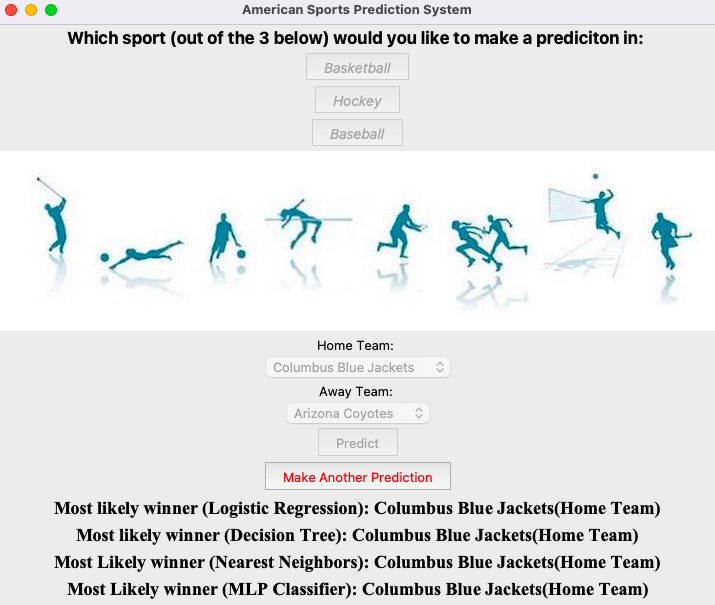 American Sports Prediction System
Which sport (out of the 3 below) would you like to make a prediciton in:
Basketball
Hockey
Baseball
Home Team:
Columbus Blue Jackets
Away Team:
Arizona Coyotes
Predict
Make Another Prediction
Most likely winner (Logistic Regression): Columbus Blue Jackets(Home Team)
Most likely winner (Decision Tree): Columbus Blue Jackets(Home Team)
Most Likely winner (Nearest Neighbors): Columbus Blue Jackets(Home Team)
Most Likely winner (MLP Classifier): Columbus Blue Jackets(Home Team)